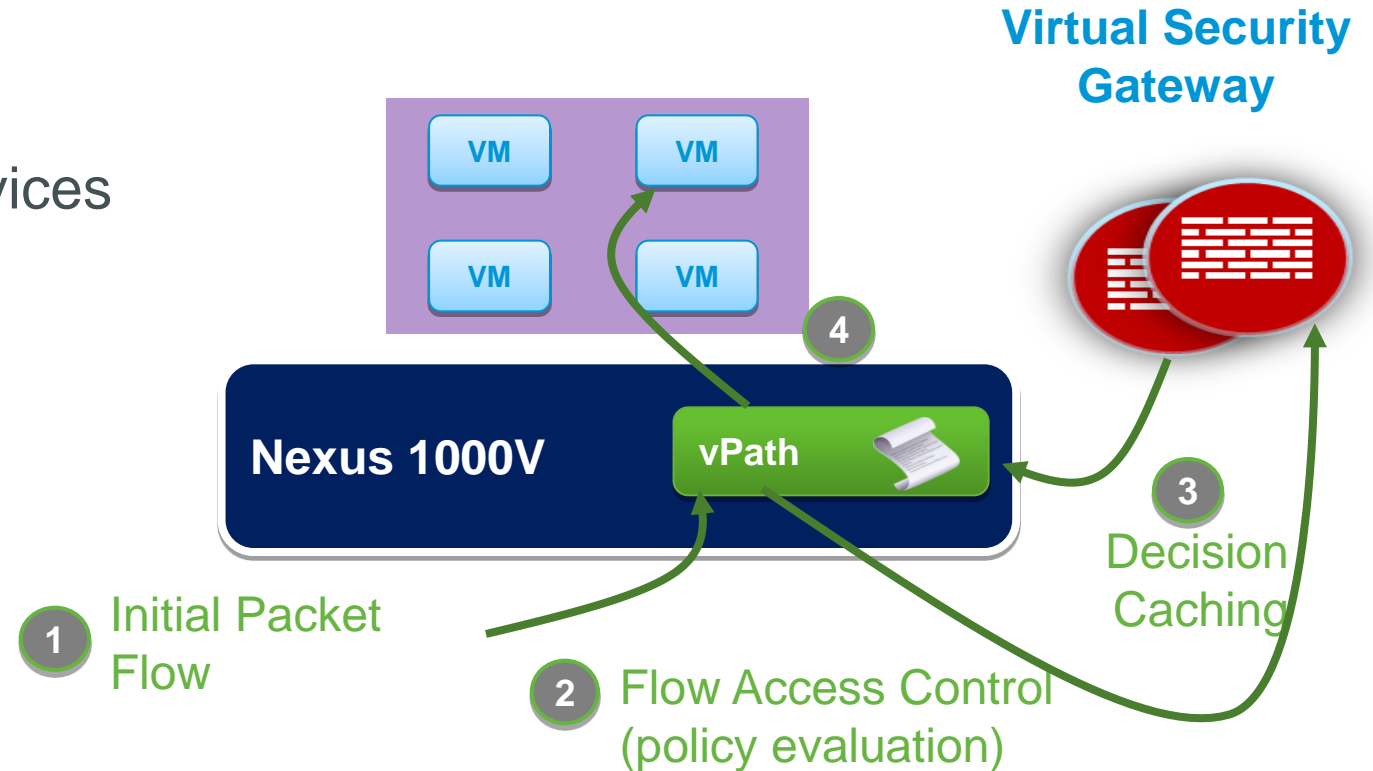 Virtual Security
Gateway
VM
VM
VM
VM
4
Nexus 1000V
vPath
3
Decision
Caching
1
Initial Packet
Flow
2
Flow Access Control
(policy evaluation)